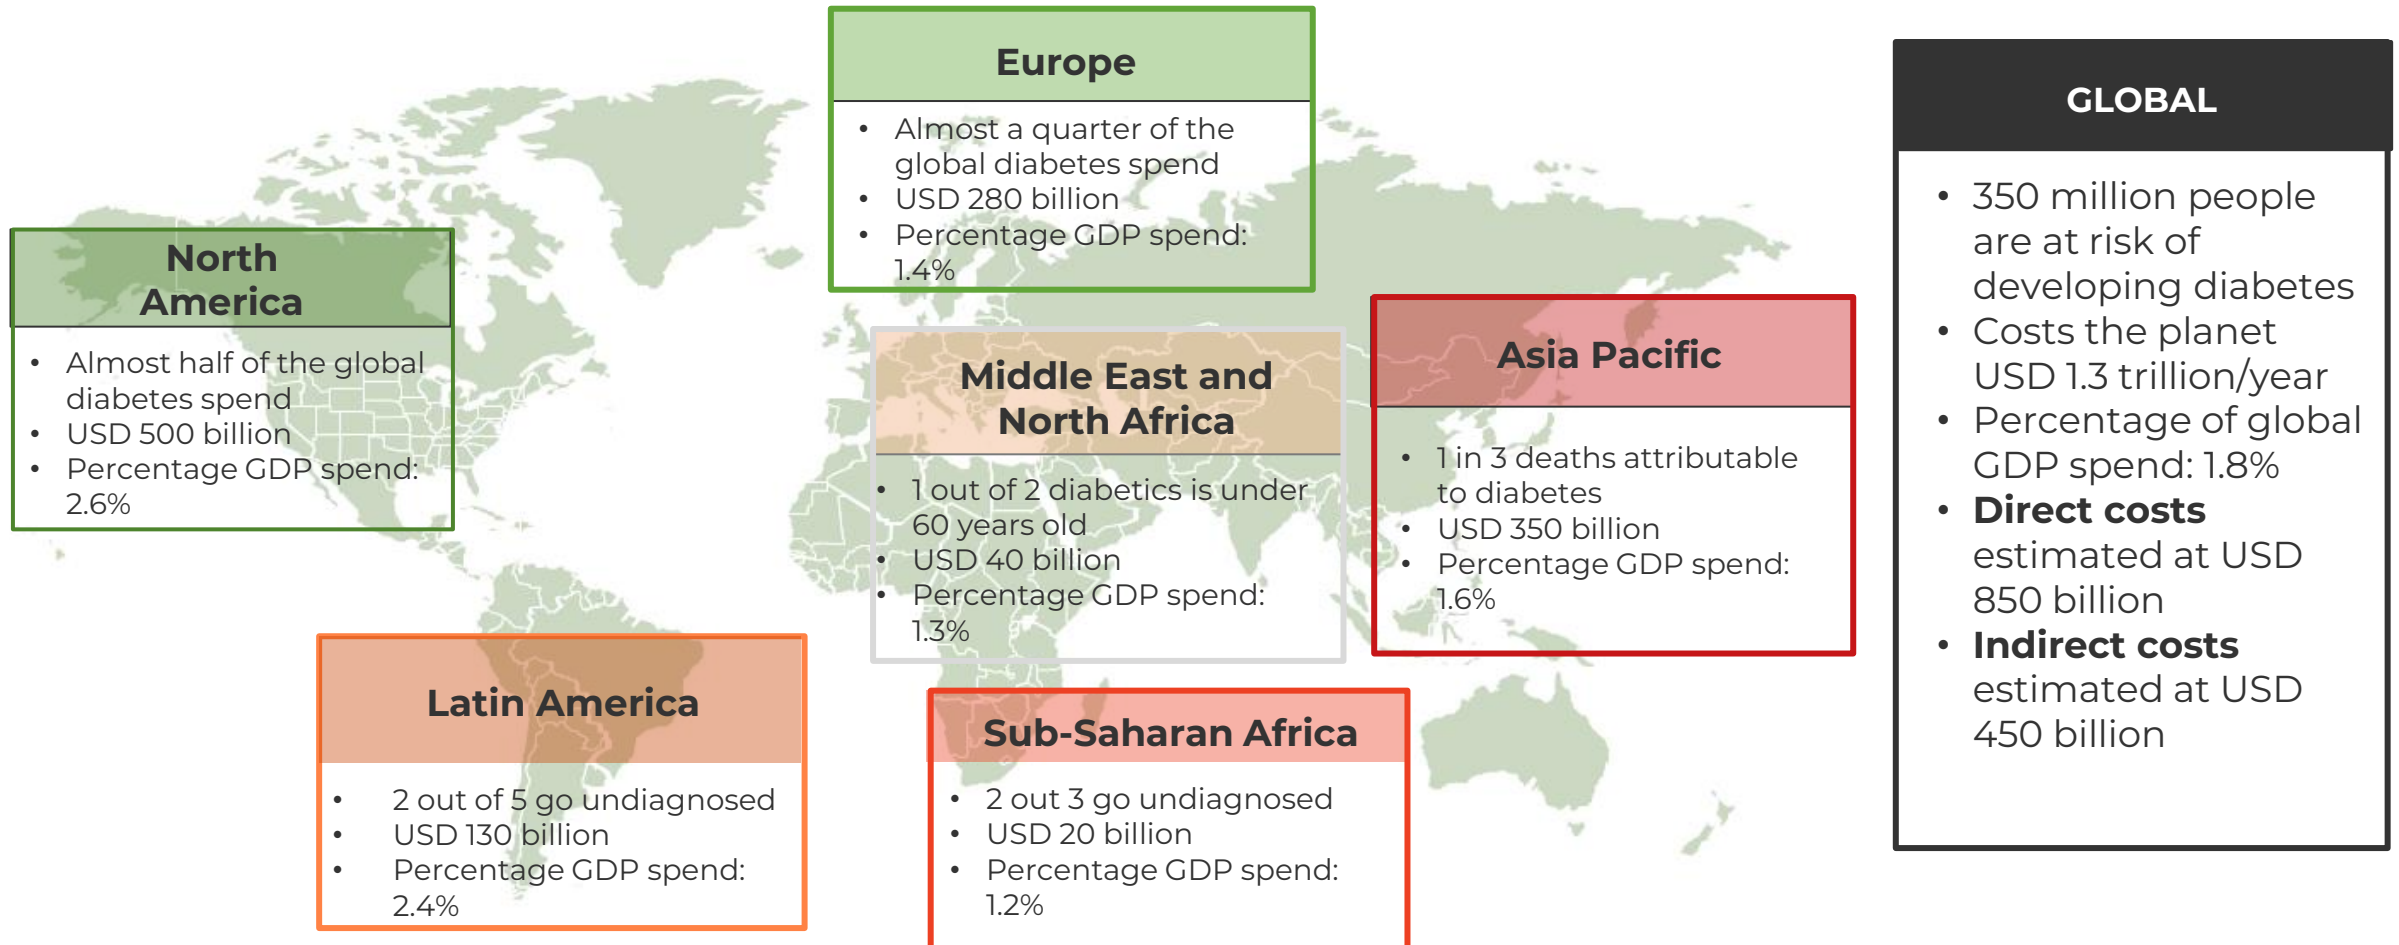 Europe
• Almost a quarter of the
global diabetes spend
• USD 280 billion
• Percentage GDP spend:
1.4%
North
America
• Almost half of the global
diabetes spend
• USD 500 billion
• Percentage GDP spend:
2.6%
Middle East and
North Africa
• 1 out of 2 diabetics is under
60 years old
• USD 40 billion
• Percentage GDP spend:
1.3%
Asia Pacific
• 1 in 3 deaths attributable
to diabetes
• USD 350 billion
• Percentage GDP spend:
1.6%
Latin America
• 2 out of 5 go undiagnosed
• USD 130 billion
• Percentage GDP spend:
2.4%
Sub-Saharan Africa
• 2 out 3 go undiagnosed
• USD 20 billion
• Percentage GDP spend:
1.2%
GLOBAL
• 350 million people
are at risk of
developing diabetes
• Costs the planet
USD 1.3 trillion/year
• Percentage of global
GDP spend: 1.8%
• Direct costs
estimated at USD
850 billion
• Indirect costs
estimated at USD
450 billion